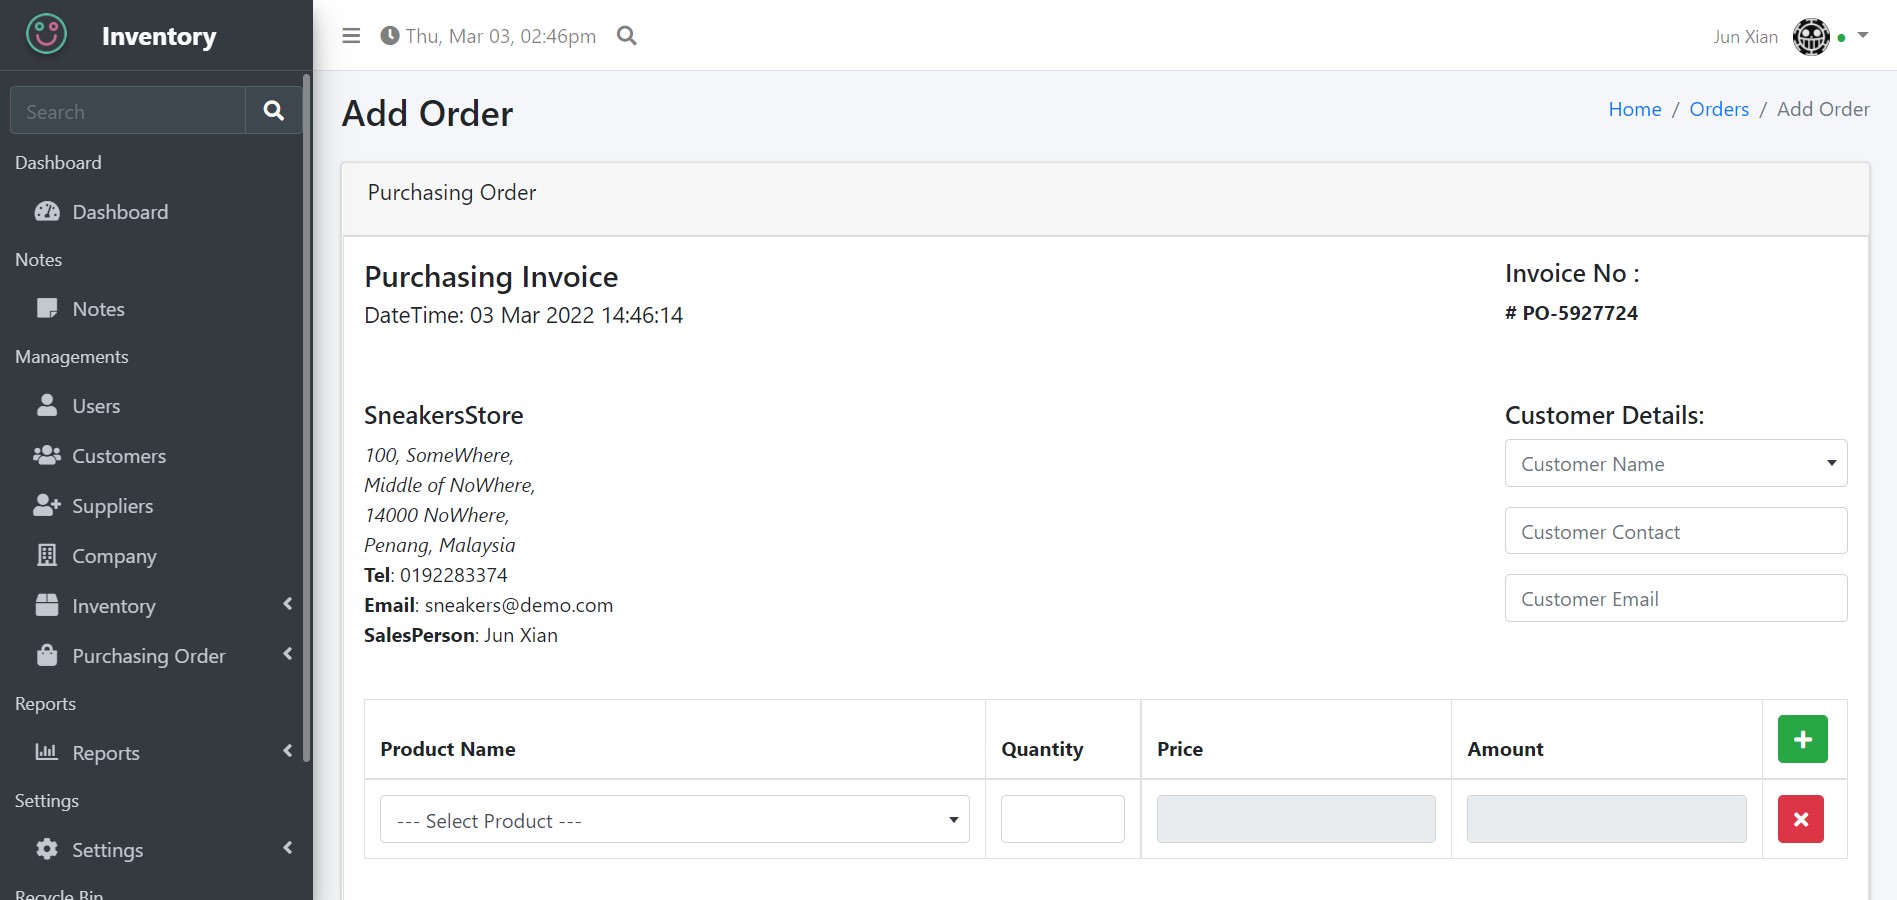 Inventory
Thu, Mar 03, 02:46pm
Jun Xian
Search
Dashboard
Dashboard
Notes
Notes
Managements
Users
Customers
Suppliers
Company
Inventory
Purchasing Order
Reports
Reports
Settings
Settings
Recycle Bin
Add Order
Home / Orders / Add Order
Purchasing Order
Purchasing Invoice
DateTime: 03 Mar 2022 14:46:14
Invoice No :
# PO-5927724
SneakersStore
100, SomeWhere,
Middle of NoWhere,
14000 NoWhere,
Penang, Malaysia
Tel: 0192283374
Email: sneakers@demo.com
SalesPerson: Jun Xian
Customer Details:
Customer Name
Customer Contact
Customer Email
Product Name Quantity Price Amount
--- Select Product ---